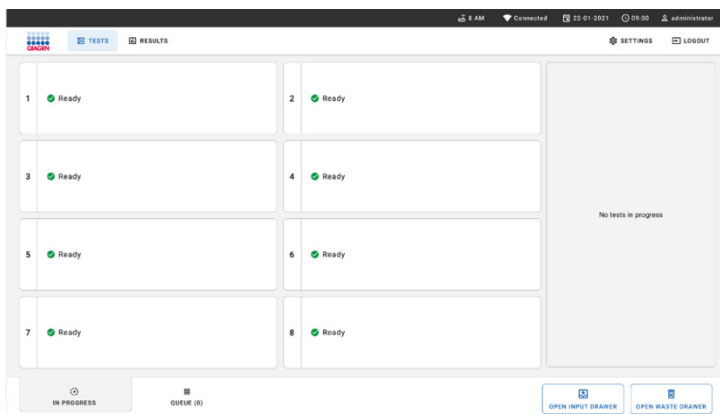 6 AM Connected 22-01-2021 09:00 administrator
QIAGEN TESTS RESULTS SETTINGS LOGOUT
1 Ready
2 Ready
3 Ready
4 Ready
No tests in progress
5 Ready
6 Ready
7 Ready
8 Ready
IN PROGRESS
QUEUE (0)
OPEN INPUT DRAWER
OPEN WASTE DRAWER